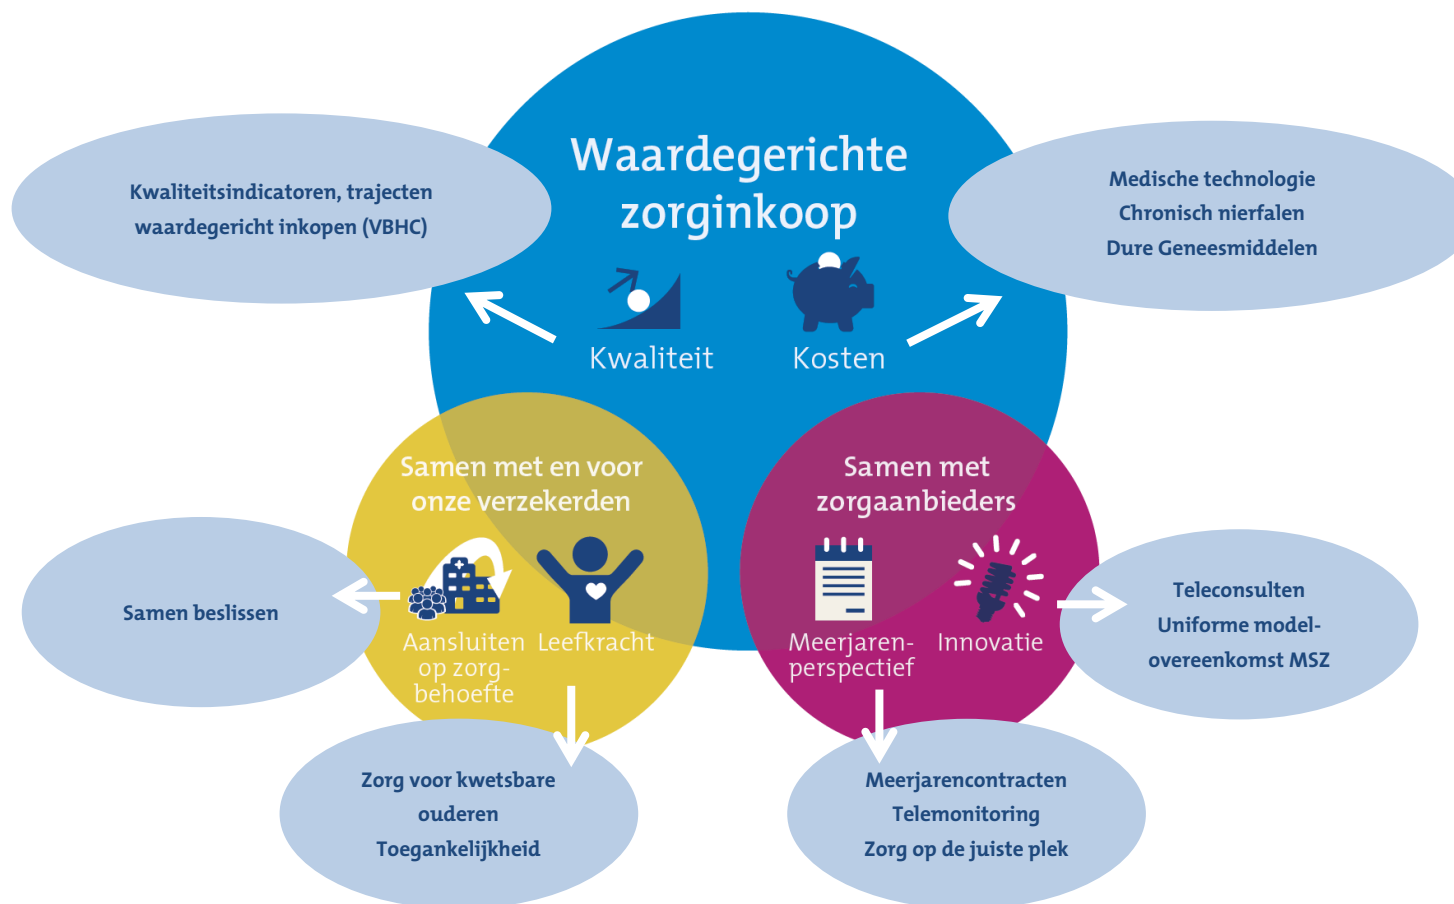 Waardegerichte
zorginkoop
Kwaliteitsindicatoren, trajecten
waardegericht inkopen (VBHC)
Medische technologie
Chronisch nierfalen
Dure Geneesmiddelen
Kwaliteit
Kosten
Samen met en voor
onze verzekerden
Samen met
zorgaanbieders
Aansluiten
op zorg-
behoefte
Leefkracht
Meerjaren-
perspectief
Innovatie
Samen beslissen
Teleconsulten
Uniforme model-
overeenkomst MSZ
Zorg voor kwetsbare
ouderen
Toegankelijkheid
Meerjarencontracten
Telemonitoring
Zorg op de juiste plek